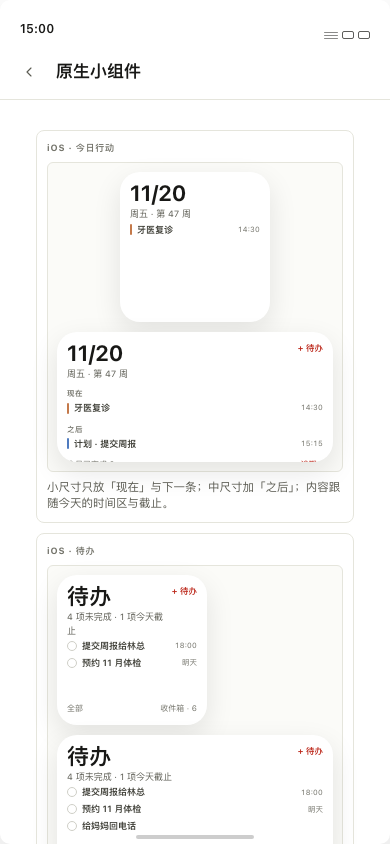 15:00
原生小组件
iOS · 今日行动
11/20
周五 · 第 47 周
牙医复诊 14:30
11/20 + 待办
周五 · 第 47 周
现在
牙医复诊 14:30
之后
计划 · 提交周报 15:15
小尺寸只放「现在」与下一条；中尺寸加「之后」；内容跟
随今天的时间区与截止。
iOS · 待办
待办 + 待办
4 项未完成 · 1 项今天截
止
提交周报给林总 18:00
预约 11 月体检 明天
全部 收件箱 · 6
待办 + 待办
4 项未完成 · 1 项今天截止
提交周报给林总 18:00
预约 11 月体检 明天
给妈妈回电话